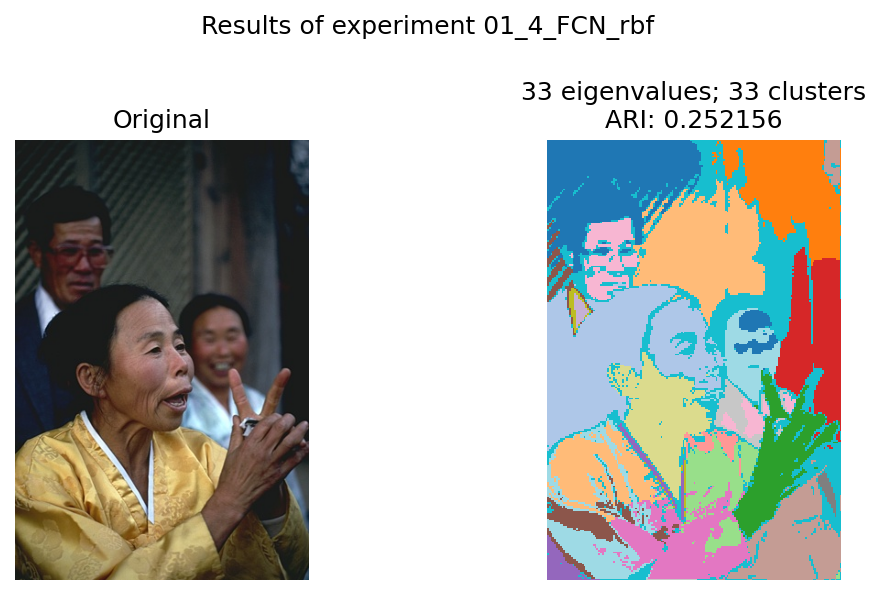 Results of experiment 01_4_FCN_rbf
Original
33 eigenvalues; 33 clusters
ARI: 0.252156